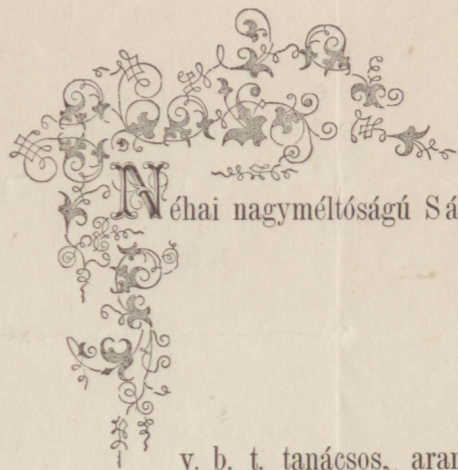 Néhai nagyméltóságú Sá
v. b. t. tanácsos, aran